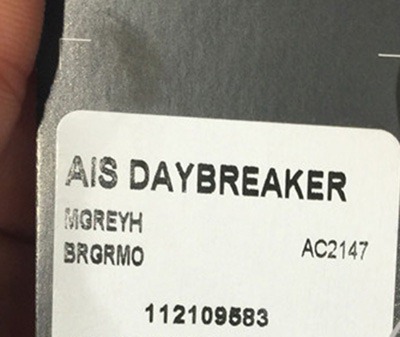 AIS DAYBREAKER
MGREYH
BRGRMO
AC2147
112109583